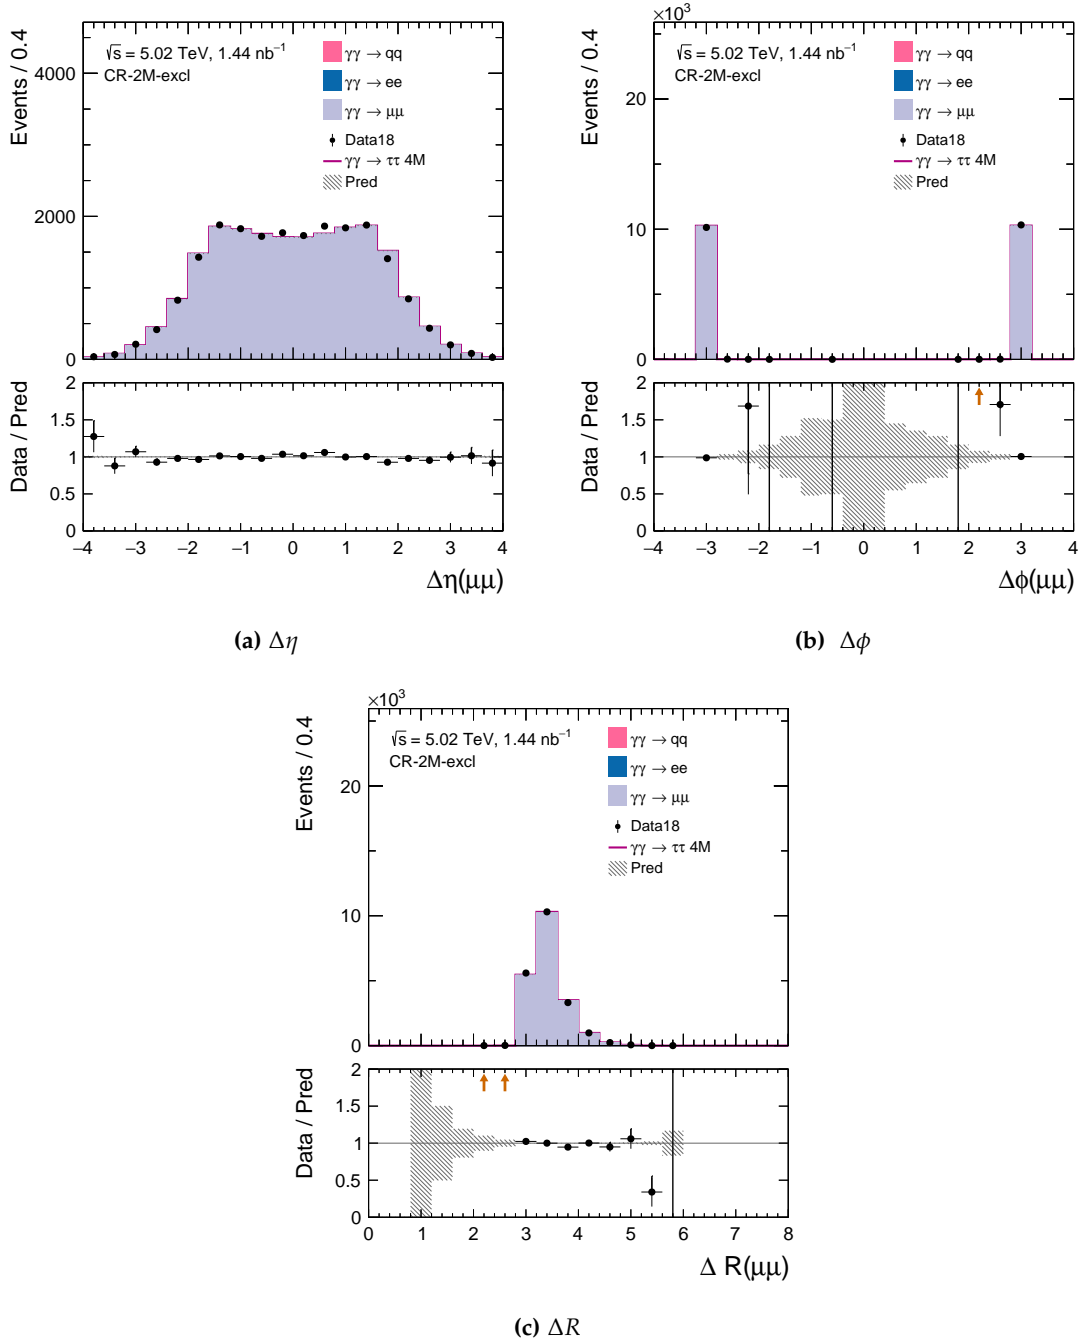 Events / 0.4
√s = 5.02 TeV, 1.44 nb⁻¹
CR-2M-excl
γγ → qq
γγ → ee
γγ → μμ
Data18
γγ → ττ 4M
Pred
4000
2000
0
Data / Pred
2
1.5
1
0.5
0
−4 −3 −2 −1 0 1 2 3 4
Δη(μμ)
(a) Δη
×10³
Events / 0.4
√s = 5.02 TeV, 1.44 nb⁻¹
CR-2M-excl
γγ → qq
γγ → ee
γγ → μμ
Data18
γγ → ττ 4M
Pred
20
10
0
Data / Pred
2
1.5
1
0.5
0
−4 −3 −2 −1 0 1 2 3 4
Δϕ(μμ)
(b) Δϕ
×10³
Events / 0.4
√s = 5.02 TeV, 1.44 nb⁻¹
CR-2M-excl
γγ → qq
γγ → ee
γγ → μμ
Data18
γγ → ττ 4M
Pred
20
10
0
Data / Pred
2
1.5
1
0.5
0
0 1 2 3 4 5 6 7 8
Δ R(μμ)
(c) ΔR